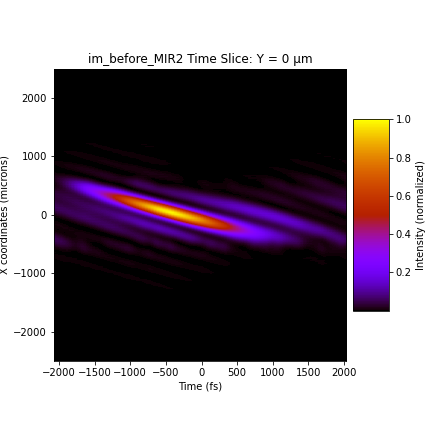 im_before_MIR2 Time Slice: Y = 0 μm
2000
1000
0
−1000
−2000
X coordinates (microns)
−2000 −1500 −1000 −500 0 500 1000 1500 2000
Time (fs)
1.0
0.8
0.6
0.4
0.2
Intensity (normalized)